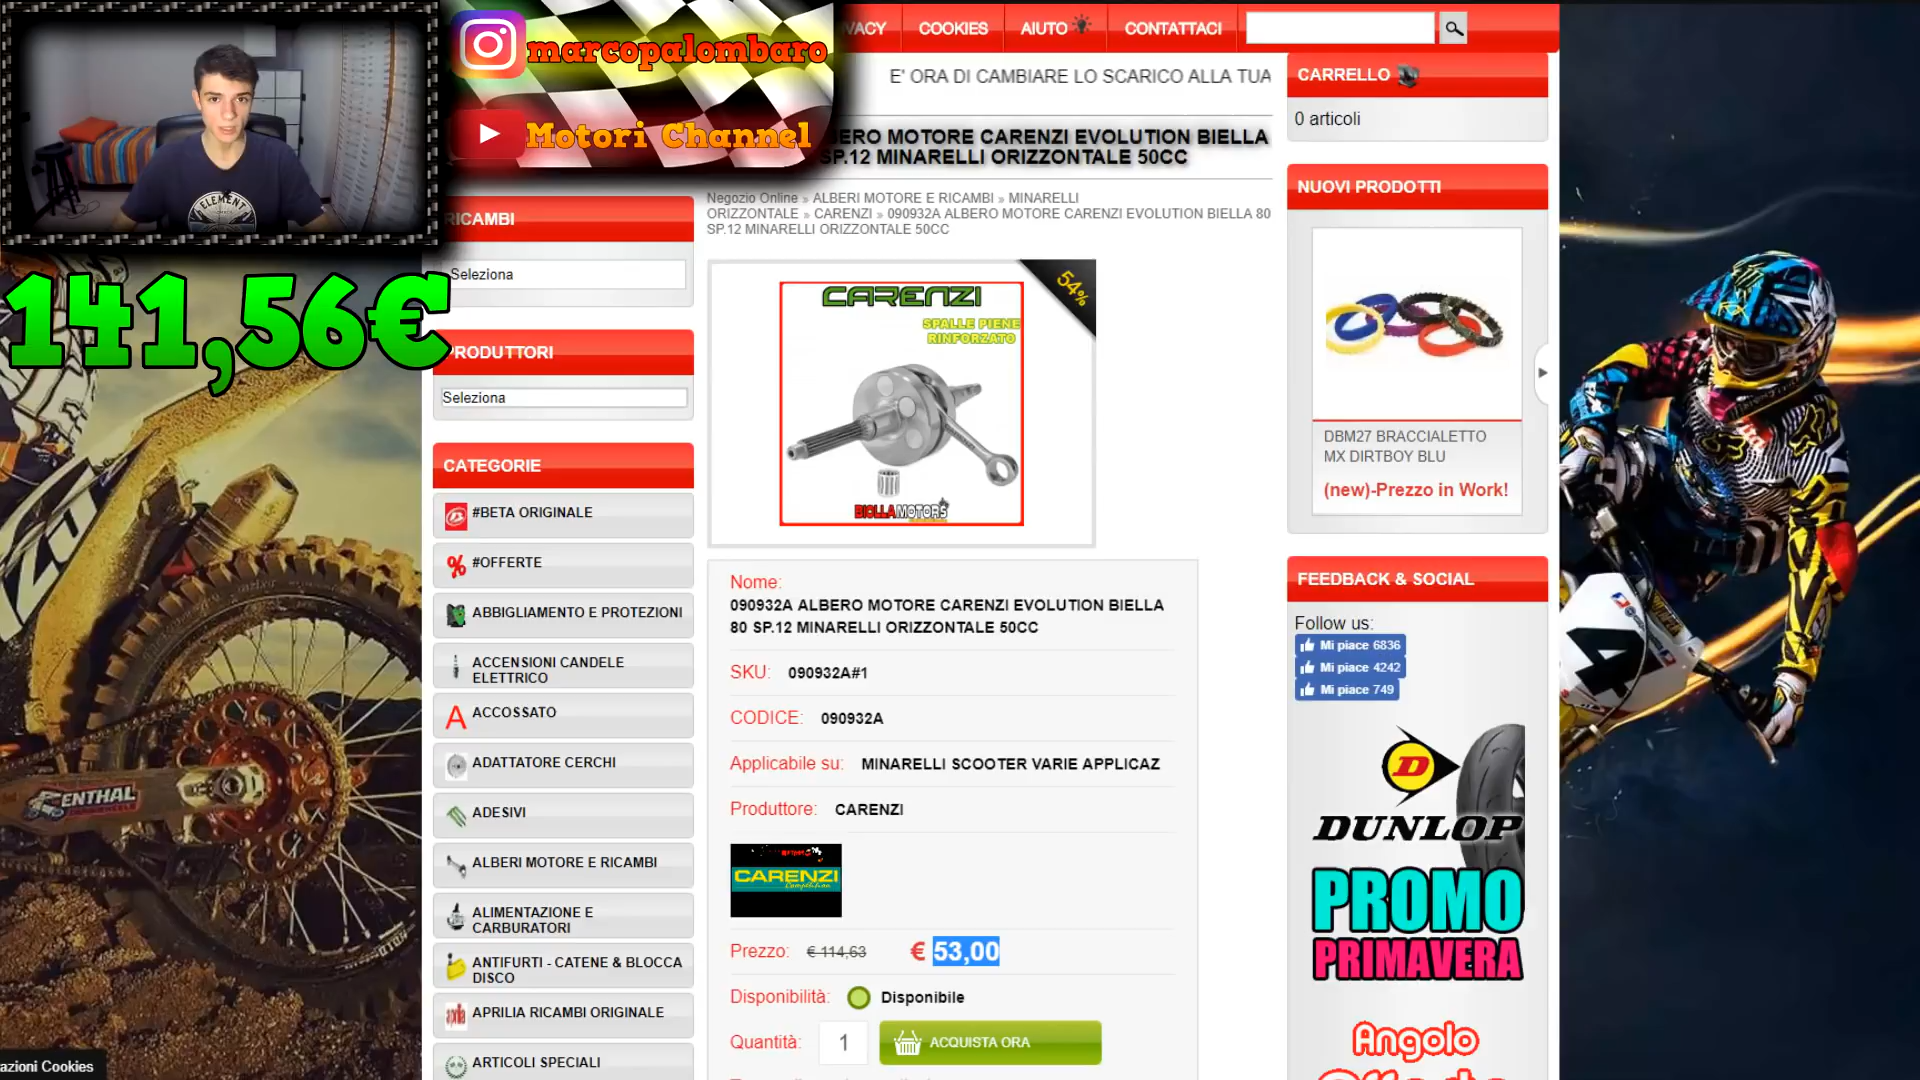 marcopalombaro
Motori Channel
141,56€
VACY
COOKIES
AIUTO
CONTATTACI
E' ORA DI CAMBIARE LO SCARICO ALLA TUA
BERO MOTORE CARENZI EVOLUTION BIELLA
SP.12 MINARELLI ORIZZONTALE 50CC
Negozio Online » ALBERI MOTORE E RICAMBI » MINARELLI
ORIZZONTALE » CARENZI » 090932A ALBERO MOTORE CARENZI EVOLUTION BIELLA 80
SP.12 MINARELLI ORIZZONTALE 50CC
RICAMBI
Seleziona
PRODUTTORI
Seleziona
CATEGORIE
#BETA ORIGINALE
#OFFERTE
ABBIGLIAMENTO E PROTEZIONI
ACCENSIONI CANDELE
ELETTRICO
ACCOSSATO
ADATTATORE CERCHI
ADESIVI
ALBERI MOTORE E RICAMBI
ALIMENTAZIONE E
CARBURATORI
ANTIFURTI - CATENE & BLOCCA
DISCO
APRILIA RICAMBI ORIGINALE
ARTICOLI SPECIALI
54%
CARENZI
SPALLE PIENE
RINFORZATO
BIOLLAMOTORS
Nome:
090932A ALBERO MOTORE CARENZI EVOLUTION BIELLA
80 SP.12 MINARELLI ORIZZONTALE 50CC
SKU: 090932A#1
CODICE: 090932A
Applicabile su: MINARELLI SCOOTER VARIE APPLICAZ
Produttore: CARENZI
CARENZI
Prezzo: € 114,63 € 53,00
Disponibilità: Disponibile
Quantità: 1 ACQUISTA ORA
CARRELLO
0 articoli
NUOVI PRODOTTI
DBM27 BRACCIALETTO
MX DIRTBOY BLU
(new)-Prezzo in Work!
FEEDBACK & SOCIAL
Follow us:
Mi piace 6836
Mi piace 4242
Mi piace 749
D
DUNLOP
PROMO
PRIMAVERA
Angolo
ELEMENT
RENTHAL
4
azioni Cookies